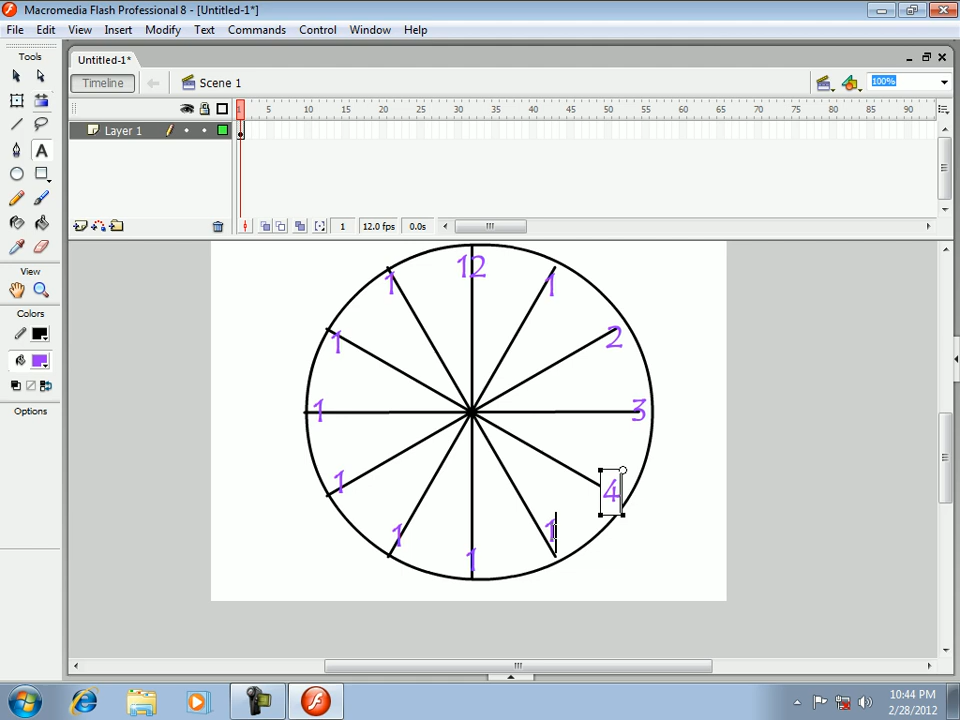 Macromedia Flash Professional 8 - [Untitled-1*]
File Edit View Insert Modify Text Commands Control Window Help
Tools
View
Colors
Options
Untitled-1*
Timeline
Scene 1
100%
1 5 10 15 20 25 30 35 40 45 50 55 60 65 70 75 80 85 90
Layer 1
1 12.0 fps 0.0s
12
1 1
1 2
1 3
1 4
1 1
1
10:44 PM
2/28/2012